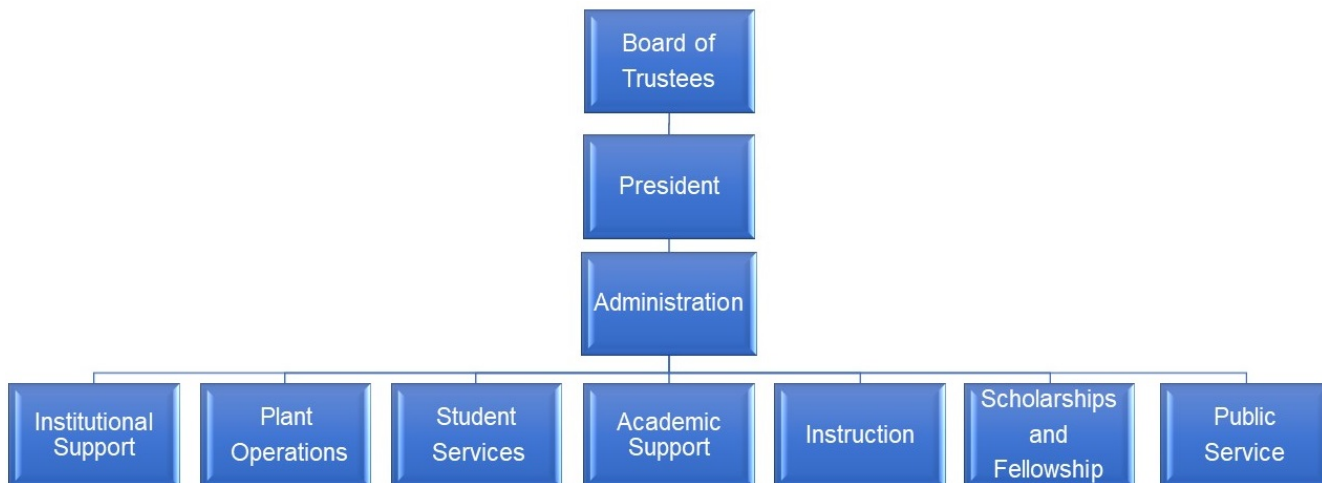 Board of
Trustees
President
Administration
Institutional
Support
Plant
Operations
Student
Services
Academic
Support
Instruction
Scholarships
and
Fellowship
Public
Service